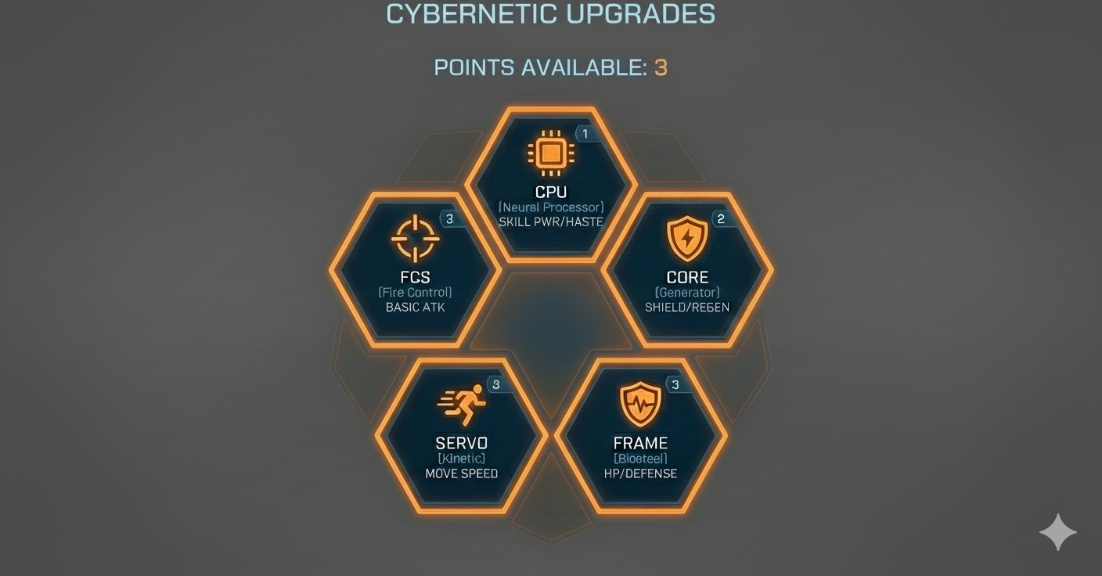 CYBERNETIC UPGRADES
POINTS AVAILABLE: 3
1
CPU
[Neural Processor]
SKILL PWR/HASTE
3
FCS
[Fire Control]
BASIC ATK
2
CORE
[Generator]
SHIELD/REGEN
3
SERVO
[Kinetic]
MOVE SPEED
3
FRAME
[Biosteel]
HP/DEFENSE